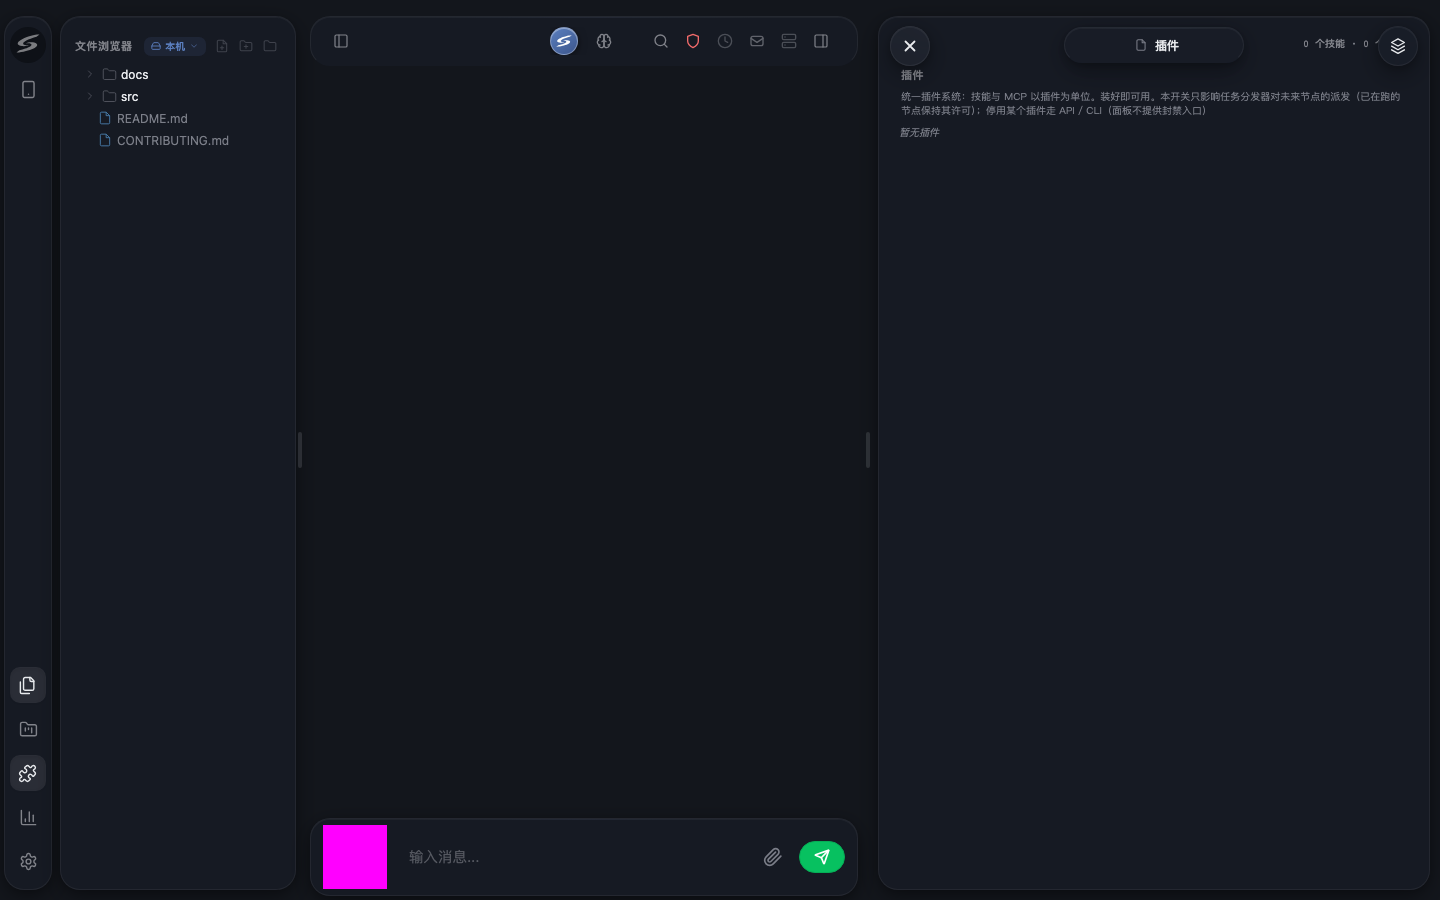 文件浏览器
本机
docs
src
README.md
CONTRIBUTING.md
输入消息...
插件
0 个技能 · 0
插件
统一插件系统：技能与 MCP 以插件为单位。装好即可用。本开关只影响任务分发器对未来节点的派发（已在跑的
节点保持其许可）；停用某个插件走 API / CLI（面板不提供封禁入口）
暂无插件